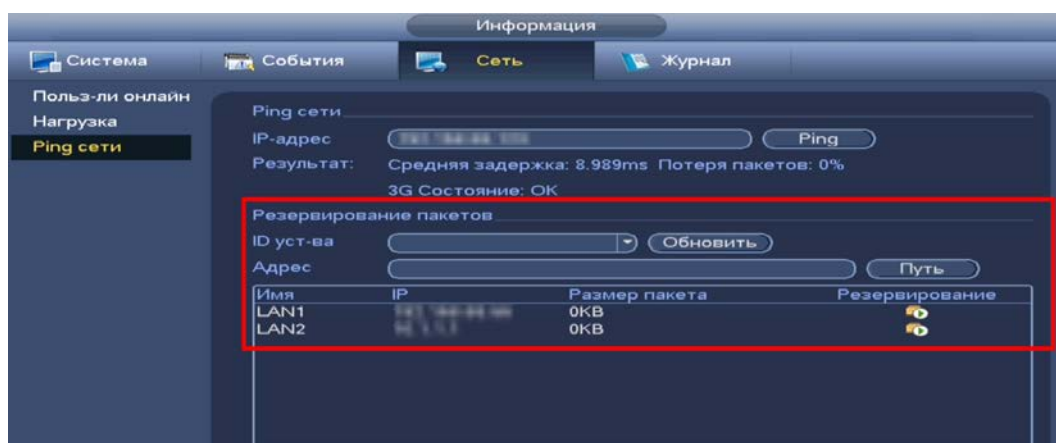 Информация
Система События Сеть Журнал
Польз-ли онлайн
Нагрузка
Ping сети
Ping сети
IP-адрес Ping
Результат: Средняя задержка: 8.989ms Потеря пакетов: 0%
3G Состояние: OK
Резервирование пакетов
ID уст-ва Обновить
Адрес Путь
Имя IP Размер пакета Резервирование
LAN1 0KB
LAN2 0KB